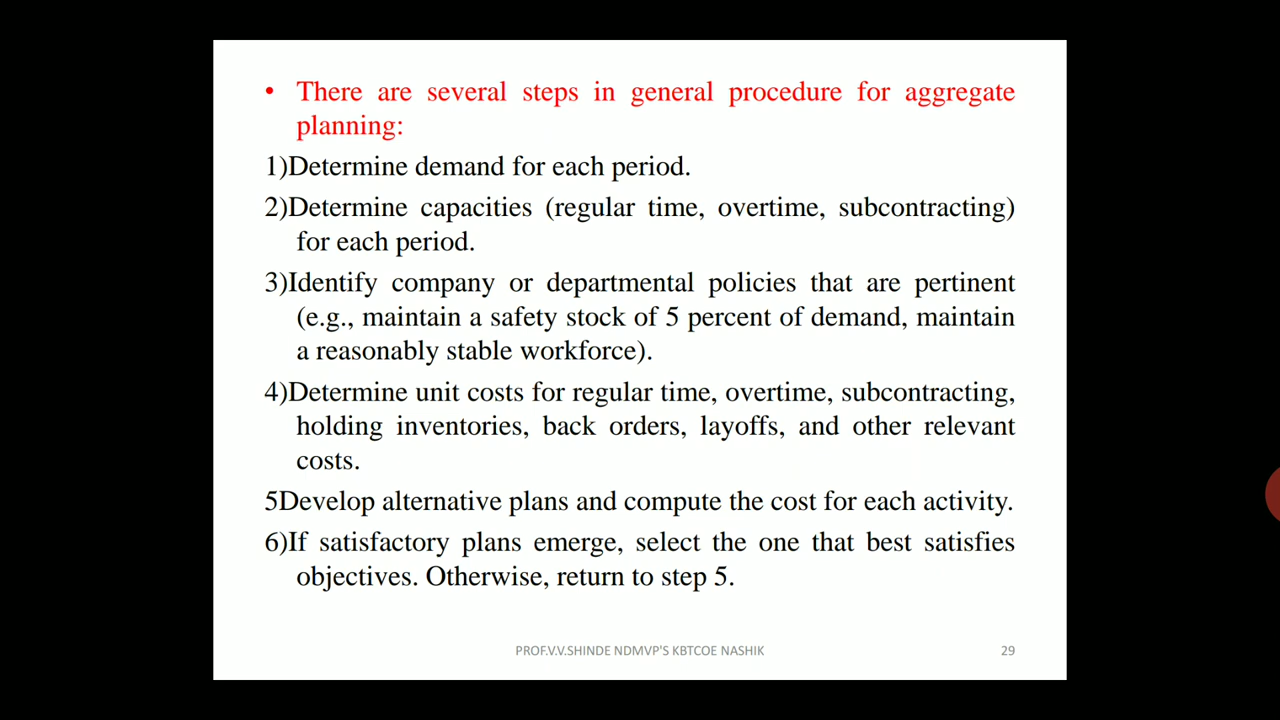 • There are several steps in general procedure for aggregate
planning:
1)Determine demand for each period.
2)Determine capacities (regular time, overtime, subcontracting)
for each period.
3)Identify company or departmental policies that are pertinent
(e.g., maintain a safety stock of 5 percent of demand, maintain
a reasonably stable workforce).
4)Determine unit costs for regular time, overtime, subcontracting,
holding inventories, back orders, layoffs, and other relevant
costs.
5Develop alternative plans and compute the cost for each activity.
6)If satisfactory plans emerge, select the one that best satisfies
objectives. Otherwise, return to step 5.
PROF.V.V.SHINDE NDMVP'S KBTCOE NASHIK 29